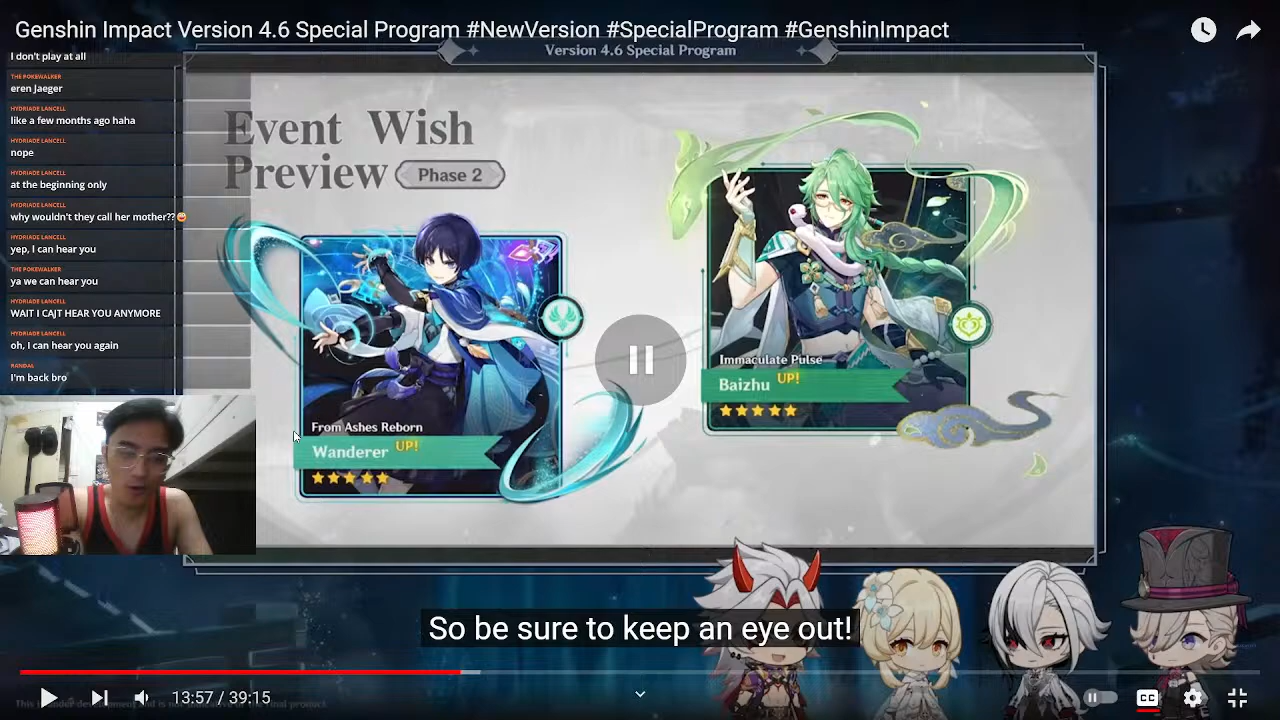 Genshin Impact Version 4.6 Special Program #NewVersion #SpecialProgram #GenshinImpact
Version 4.6 Special Program
I don't play at all
THE POKEWALKER
eren Jaeger
HYDRIADE LANCELL
like a few months ago haha
HYDRIADE LANCELL
nope
HYDRIADE LANCELL
at the beginning only
HYDRIADE LANCELL
why wouldn't they call her mother??
HYDRIADE LANCELL
yep, I can hear you
THE POKEWALKER
ya we can hear you
HYDRIADE LANCELL
WAIT I CAJT HEAR YOU ANYMORE
HYDRIADE LANCELL
oh, I can hear you again
RANDAL
I'm back bro
Event Wish
Preview
Phase 2
From Ashes Reborn
Wanderer UP!
Immaculate Pulse
Baizhu UP!
So be sure to keep an eye out!
13:57 / 39:15
CC